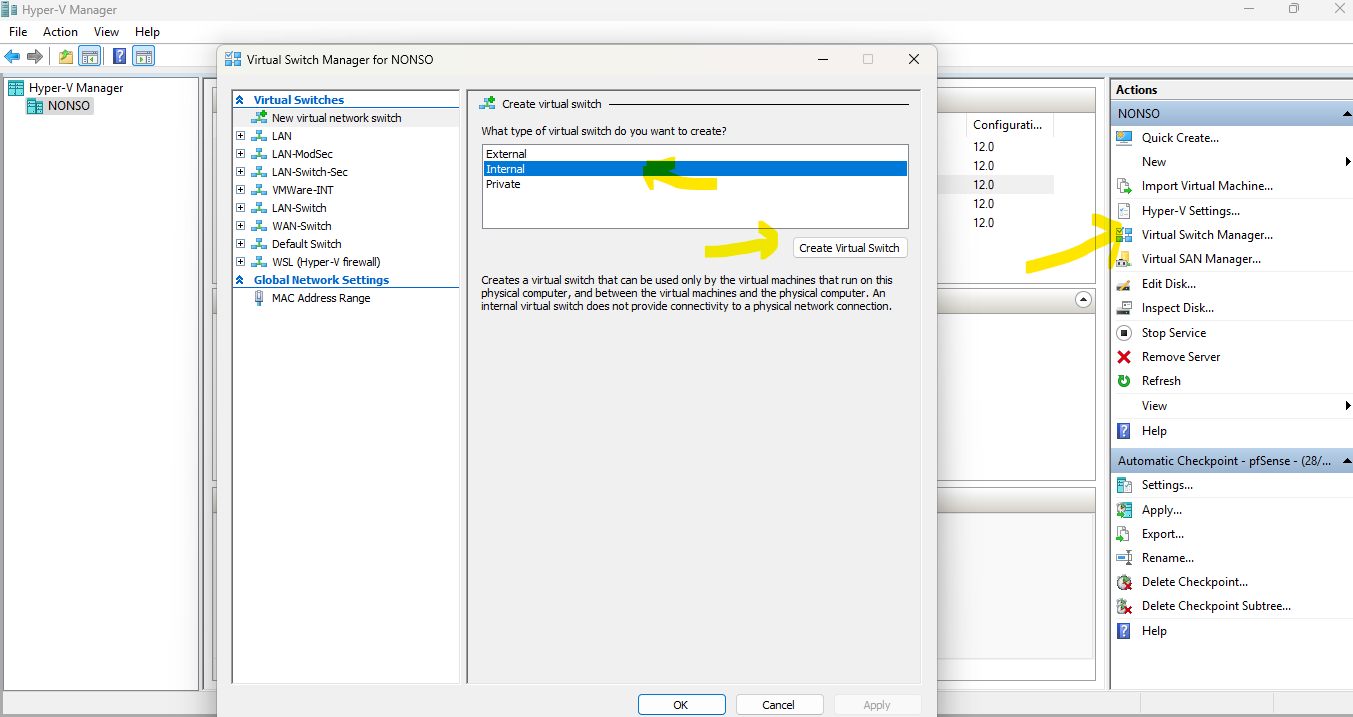 Hyper-V Manager
File Action View Help
Hyper-V Manager
NONSO
Virtual Switch Manager for NONSO
Virtual Switches
New virtual network switch
LAN
LAN-ModSec
LAN-Switch-Sec
VMWare-INT
LAN-Switch
WAN-Switch
Default Switch
WSL (Hyper-V firewall)
Global Network Settings
MAC Address Range
Create virtual switch
What type of virtual switch do you want to create?
External
Internal
Private
Create Virtual Switch
Creates a virtual switch that can be used only by the virtual machines that run on this
physical computer, and between the virtual machines and the physical computer. An
internal virtual switch does not provide connectivity to a physical network connection.
OK Cancel Apply
Configurati...
12.0
12.0
12.0
12.0
12.0
Actions
NONSO
Quick Create...
New
Import Virtual Machine...
Hyper-V Settings...
Virtual Switch Manager...
Virtual SAN Manager...
Edit Disk...
Inspect Disk...
Stop Service
Remove Server
Refresh
View
Help
Automatic Checkpoint - pfSense - (28/...
Settings...
Apply...
Export...
Rename...
Delete Checkpoint...
Delete Checkpoint Subtree...
Help